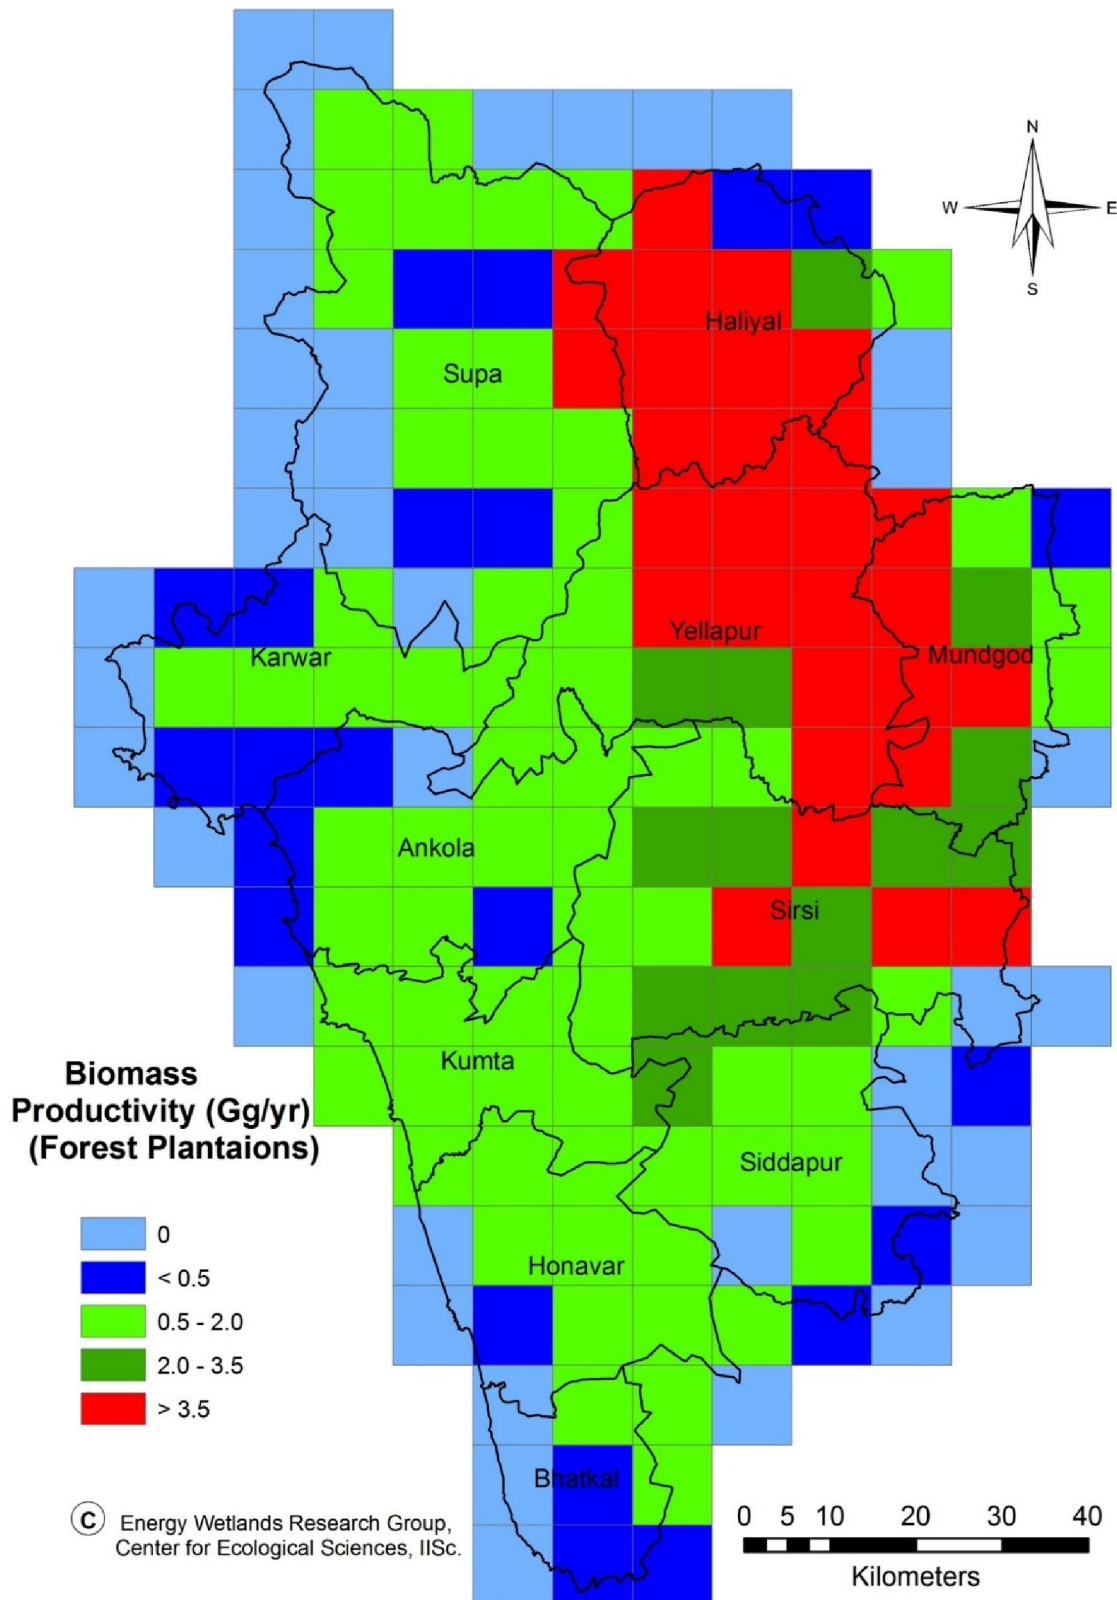 N
W E
S
Haliyal
Supa
Yellapur
Karwar
Mundgod
Ankola
Sirsi
Kumta
Siddapur
Honavar
Bhatkal
Biomass
Productivity (Gg/yr)
(Forest Plantaions)
0
< 0.5
0.5 - 2.0
2.0 - 3.5
> 3.5
C Energy Wetlands Research Group,
Center for Ecological Sciences, IISc.
0 5 10 20 30 40
Kilometers